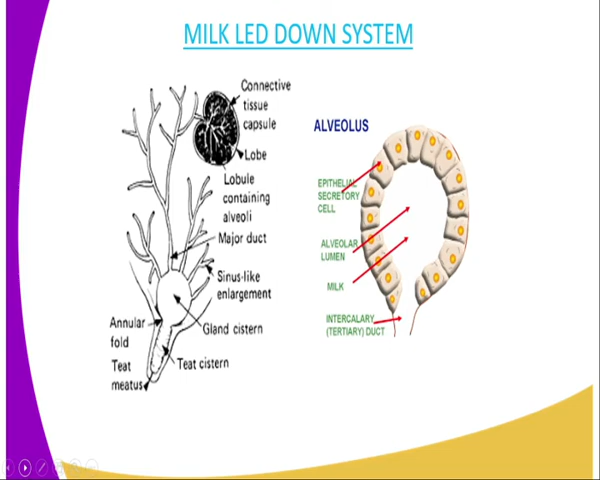 MILK LED DOWN SYSTEM
Connective
tissue
capsule
Lobe
Lobule
containing
alveoli
Major duct
Sinus-like
enlargement
Gland cistern
Annular
fold
Teat cistern
Teat
meatus
ALVEOLUS
EPITHELIAL
SECRETORY
CELL
ALVEOLAR
LUMEN
MILK
INTERCALARY
(TERTIARY) DUCT